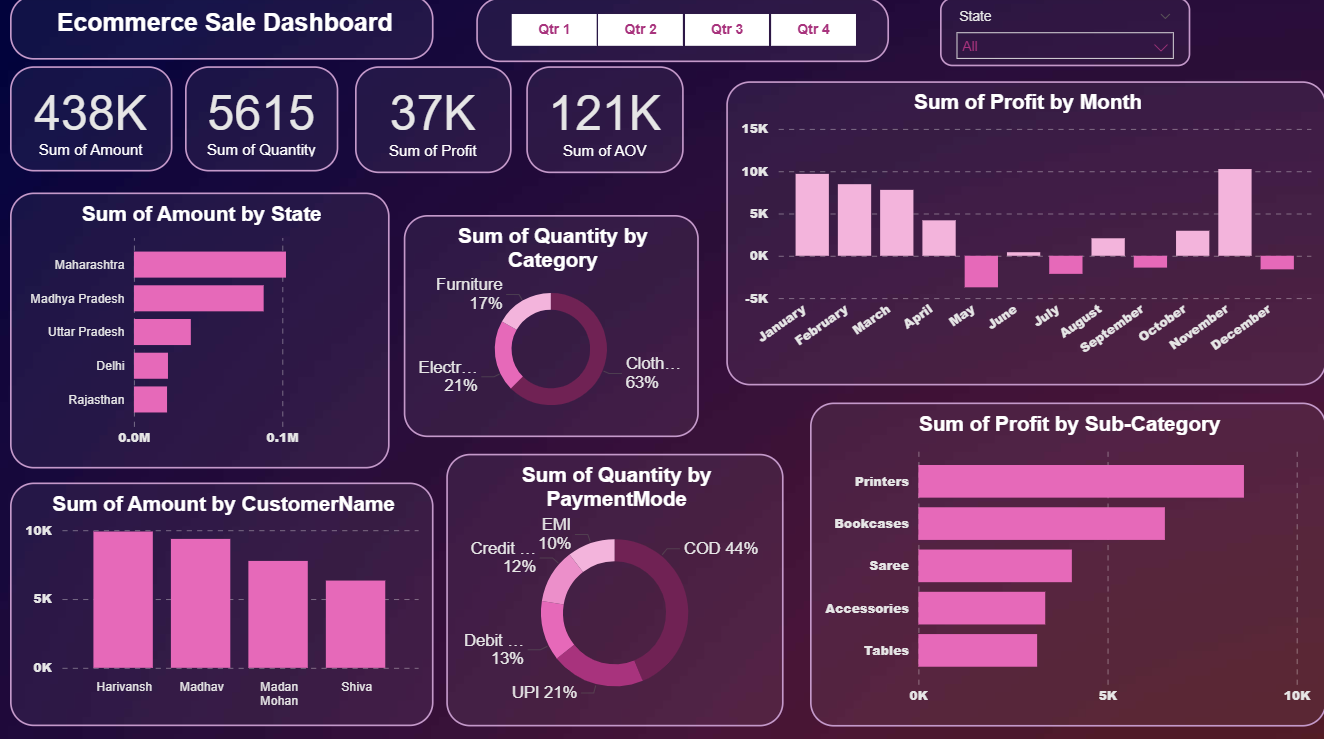 Ecommerce Sale Dashboard
Qtr 1
Qtr 2
Qtr 3
Qtr 4
State
All
438K
Sum of Amount
5615
Sum of Quantity
37K
Sum of Profit
121K
Sum of AOV
Sum of Profit by Month
15K
10K
5K
0K
-5K
January
February
March
April
May
June
July
August
September
October
November
December
Sum of Amount by State
Maharashtra
Madhya Pradesh
Uttar Pradesh
Delhi
Rajasthan
0.0M
0.1M
Sum of Quantity by
Category
Furniture
17%
Electr...
21%
Cloth...
63%
Sum of Amount by CustomerName
10K
5K
0K
Harivansh
Madhav
Madan
Mohan
Shiva
Sum of Quantity by
PaymentMode
EMI
10%
Credit ...
12%
Debit ...
13%
UPI 21%
COD 44%
Sum of Profit by Sub-Category
Printers
Bookcases
Saree
Accessories
Tables
0K
5K
10K